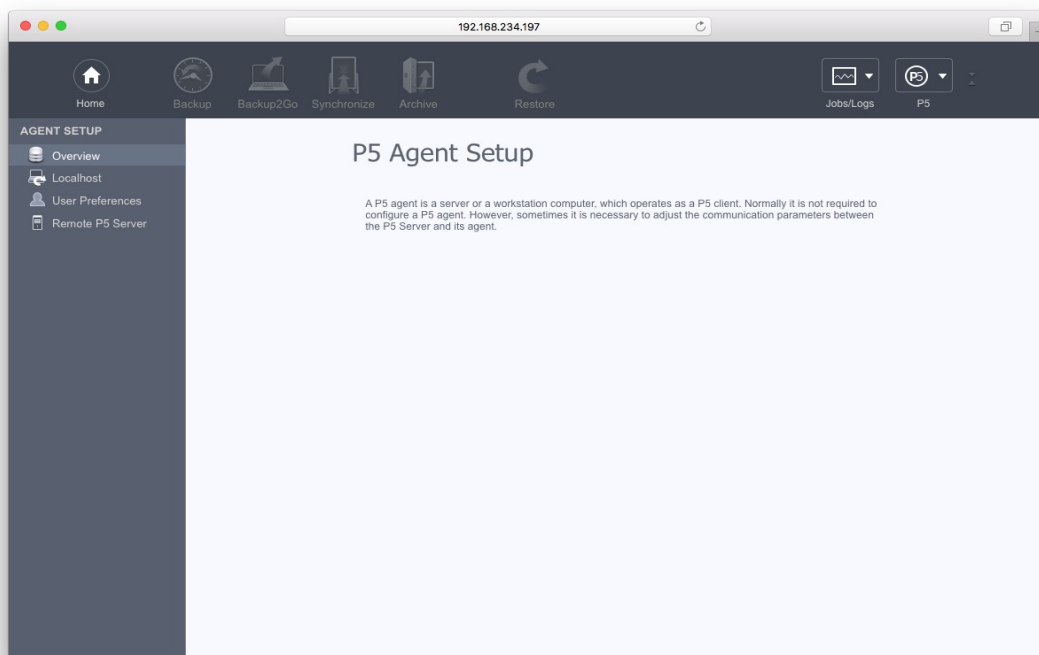 192.168.234.197
Home
Backup
Backup2Go
Synchronize
Archive
Restore
Jobs/Logs
P5
P5
AGENT SETUP
Overview
Localhost
User Preferences
Remote P5 Server
P5 Agent Setup
A P5 agent is a server or a workstation computer, which operates as a P5 client. Normally it is not required to
configure a P5 agent. However, sometimes it is necessary to adjust the communication parameters between
the P5 Server and its agent.